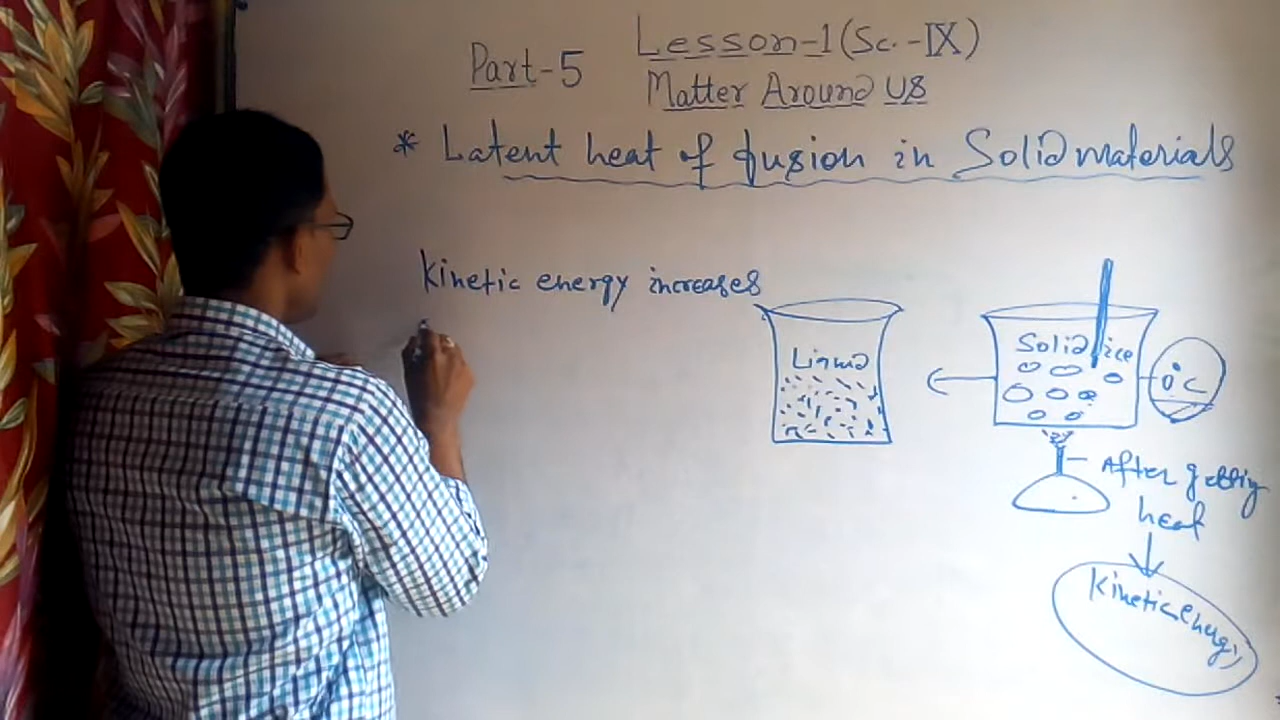 Part-5
Lesson-1 (Sc.-IX)
Matter Around us
* Latent heat of fusion in Solid materials
Kinetic energy increases
Liquid
Solid ice
0°C
After getting
heat
Kinetic energy